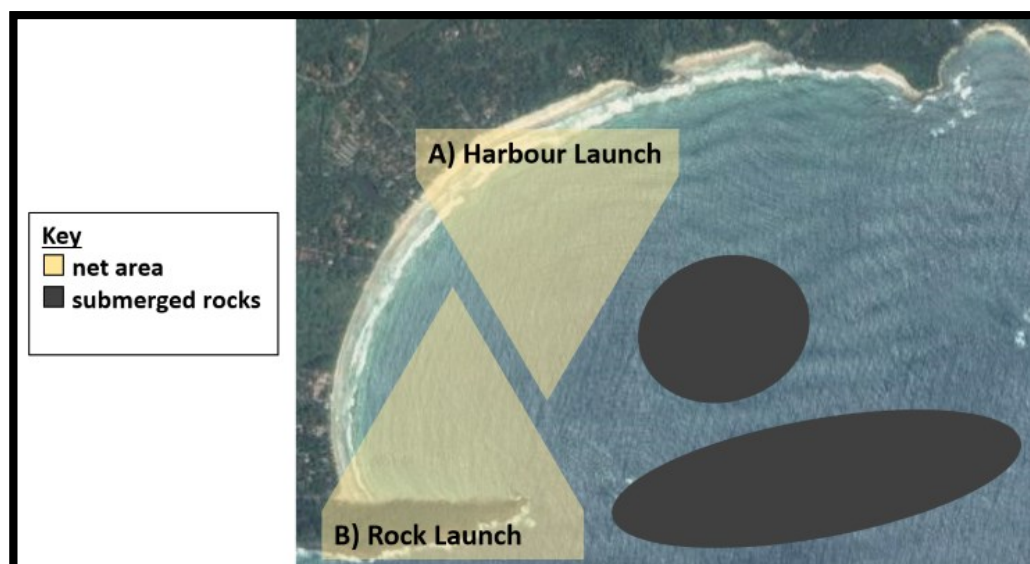 A) Harbour Launch
Key
net area
submerged rocks
B) Rock Launch